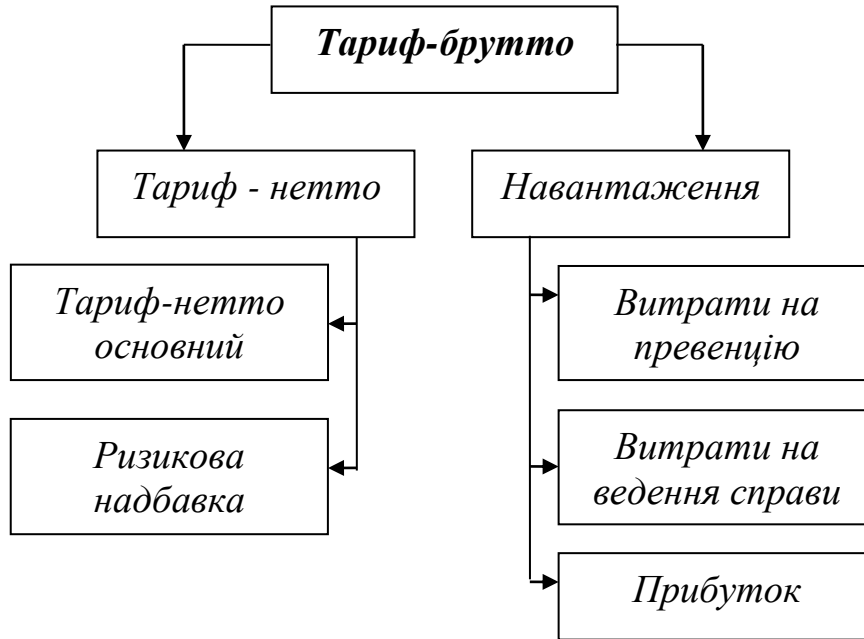 Тариф-брутто
Тариф - нетто
Навантаження
Тариф-нетто
основний
Ризикова
надбавка
Витрати на
превенцію
Витрати на
ведення справи
Прибуток